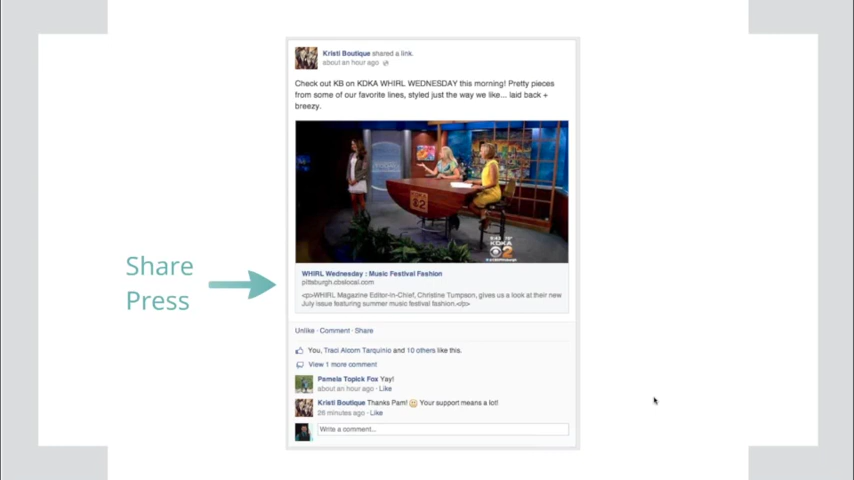 Kristi Boutique shared a link.
about an hour ago
Check out KB on KDKA WHIRL WEDNESDAY this morning! Pretty pieces
from some of our favorite lines, styled just the way we like... laid back +
breezy.
KDKA
2
KDKA
2
WHIRL Wednesday : Music Festival Fashion
pittsburgh.cbslocal.com
<p>WHIRL Magazine Editor-in-Chief, Christine Tumpson, gives us a look at their new
July issue featuring summer music festival fashion.</p>
Share
Press
Unlike · Comment · Share
You, Traci Alcorn Tarquinio and 10 others like this.
View 1 more comment
Pamela Topick Fox Yay!
about an hour ago · Like
Kristi Boutique Thanks Pam! Your support means a lot!
26 minutes ago · Like
Write a comment...